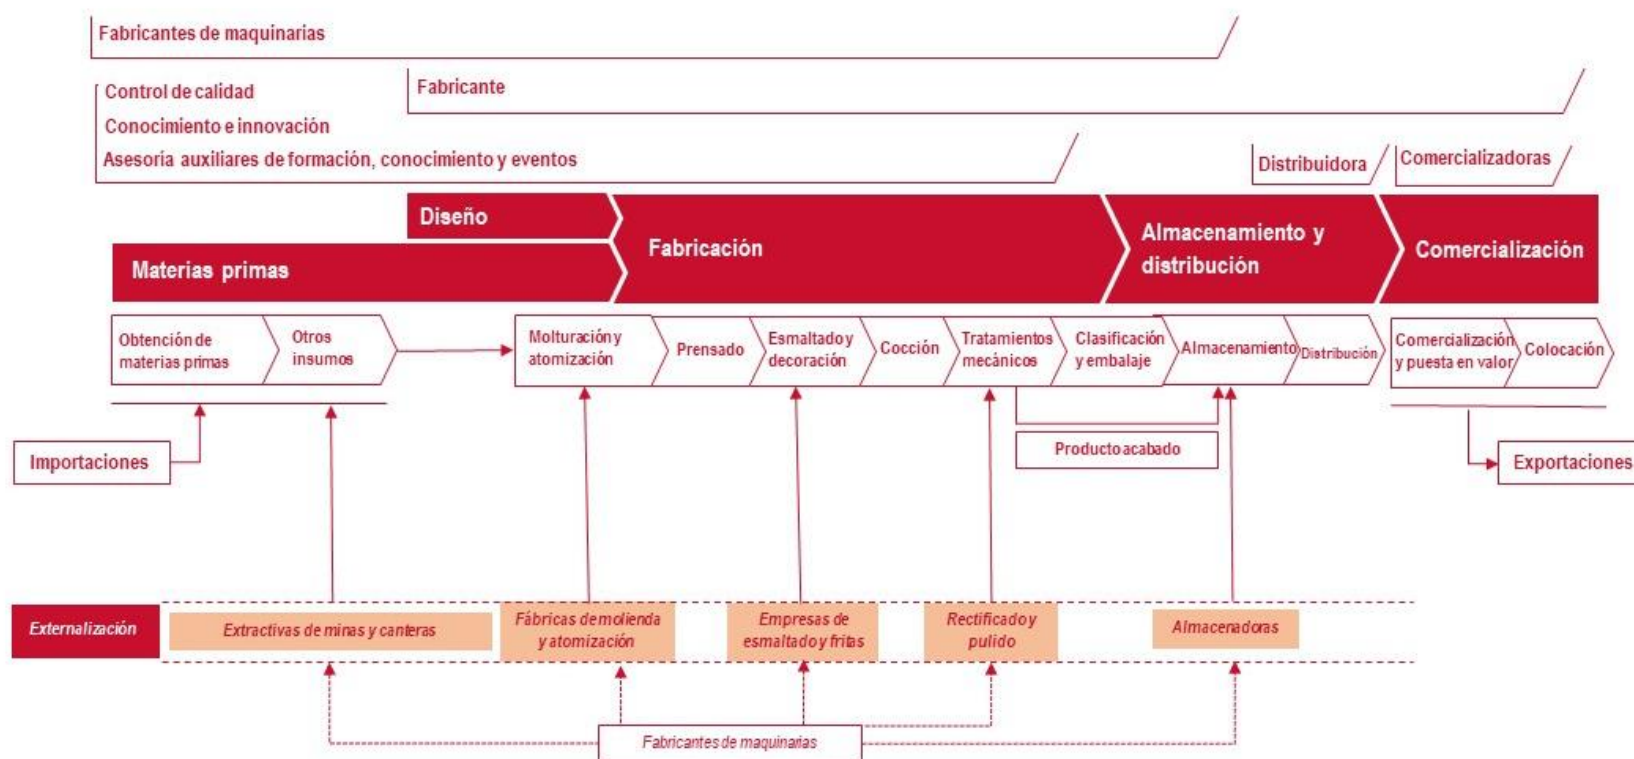 Fabricantes de maquinarias
Control de calidad
Fabricante
Conocimiento e innovación
Asesoría auxiliares de formación, conocimiento y eventos
Distribuidora
Comercializadoras
Diseño
Materias primas
Fabricación
Almacenamiento y
distribución
Comercialización
Obtención de
materias primas
Otros
insumos
Molturación y
atomización
Prensado
Esmaltado y
decoración
Cocción
Tratamientos
mecánicos
Clasificación
y embalaje
Almacenamiento
Distribución
Comercialización
y puesta en valor
Colocación
Importaciones
Producto acabado
Exportaciones
Externalización
Extractivas de minas y canteras
Fábricas de molienda
y atomización
Empresas de
esmaltado y fritas
Rectificado y
pulido
Almacenadoras
Fabricantes de maquinarias